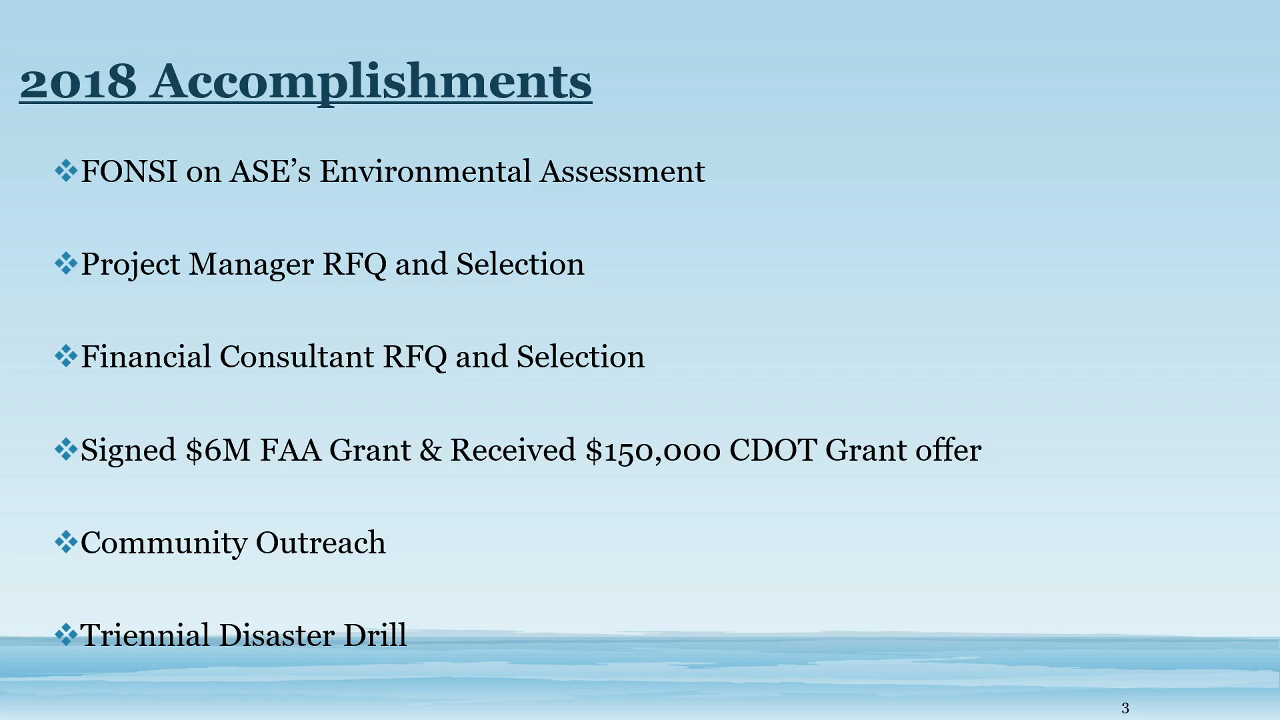 2018 Accomplishments
❖FONSI on ASE’s Environmental Assessment
❖Project Manager RFQ and Selection
❖Financial Consultant RFQ and Selection
❖Signed $6M FAA Grant & Received $150,000 CDOT Grant offer
❖Community Outreach
❖Triennial Disaster Drill
3